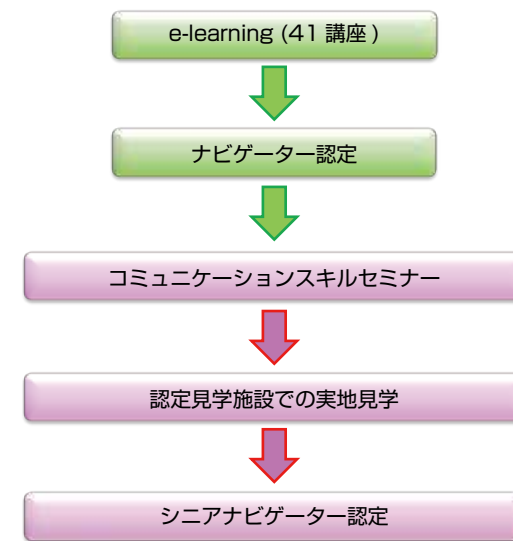 e-learning (41 講座 )
ナビゲーター認定
コミュニケーションスキルセミナー
認定見学施設での実地見学
シニアナビゲーター認定